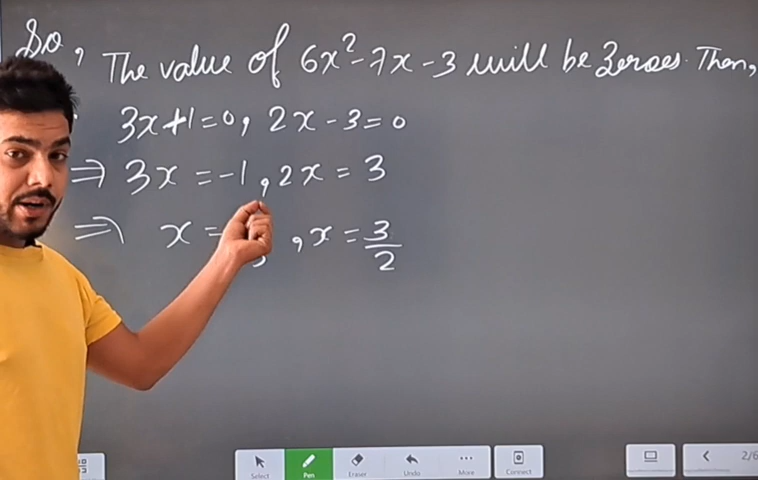 So, The value of 6x²-7x-3 will be Zeroes. Then,
3x+1=0, 2x-3=0
⇒ 3x = -1, 2x = 3
⇒ x = , x = 3/2
Select Pen Eraser Undo More Connect 2/6